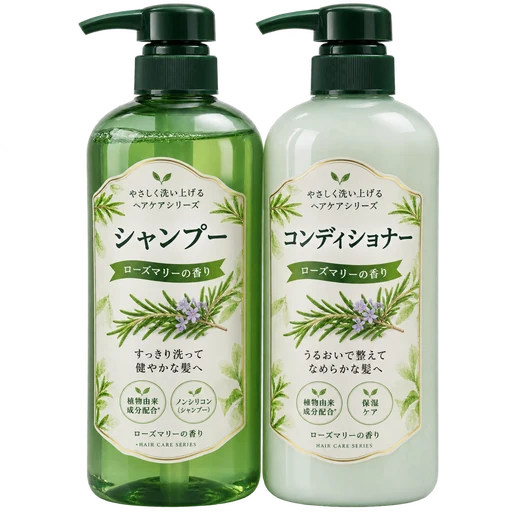 やさしく洗い上げる
ヘアケアシリーズ
シャンプー
ローズマリーの香り
すっきり洗って
健やかな髪へ
植物由来
成分配合*
ノンシリコン
(シャンプー)
ローズマリーの香り
• HAIR CARE SERIES •
やさしく洗い上げる
ヘアケアシリーズ
コンディショナー
ローズマリーの香り
うるおいで整えて
なめらかな髪へ
植物由来
成分配合*
保湿
ケア
ローズマリーの香り
• HAIR CARE SERIES •